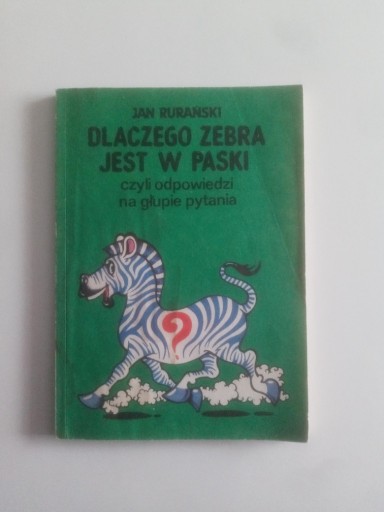 JAN RURAŃSKI
DLACZEGO ZEBRA
JEST W PASKI
czyli odpowiedzi
na głupie pytania
?